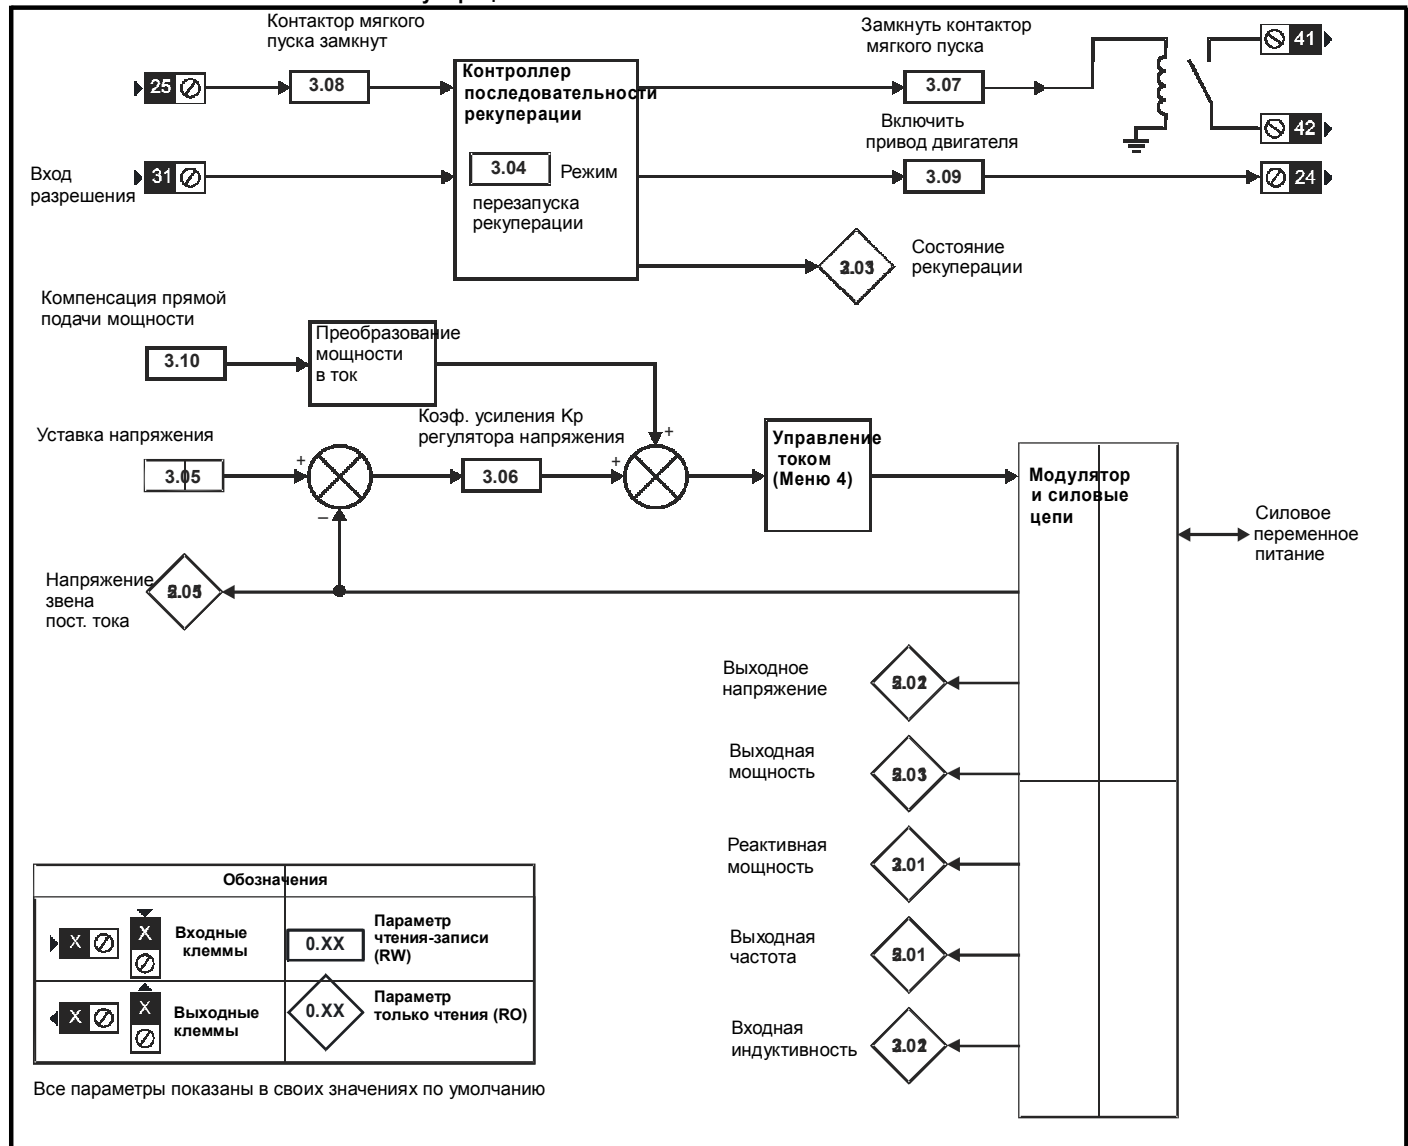 Контактор мягкого
пуска замкнут
Замкнуть контактор
мягкого пуска
25
3.08
Контроллер
последовательности
рекуперации
3.07
41
42
Включить
привод двигателя
Вход
разрешения
31
3.04 Режим
перезапуска
рекуперации
3.09
24
Состояние
рекуперации
Компенсация прямой
подачи мощности
3.10
Преобразование
мощности
в ток
Уставка напряжения
3.05
+
–
Коэф. усиления Kp
регулятора напряжения
3.06
+
+
Управление
током
(Меню 4)
Модулятор
и силовые
цепи
Силовое
переменное
питание
Напряжение
звена
пост. тока
Выходное
напряжение
Выходная
мощность
Реактивная
мощность
Выходная
частота
Входная
индуктивность
Обозначения
X
X
Входные
клеммы
0.XX
Параметр
чтения-записи
(RW)
X
X
Выходные
клеммы
0.XX
Параметр
только чтения (RO)
Все параметры показаны в своих значениях по умолчанию